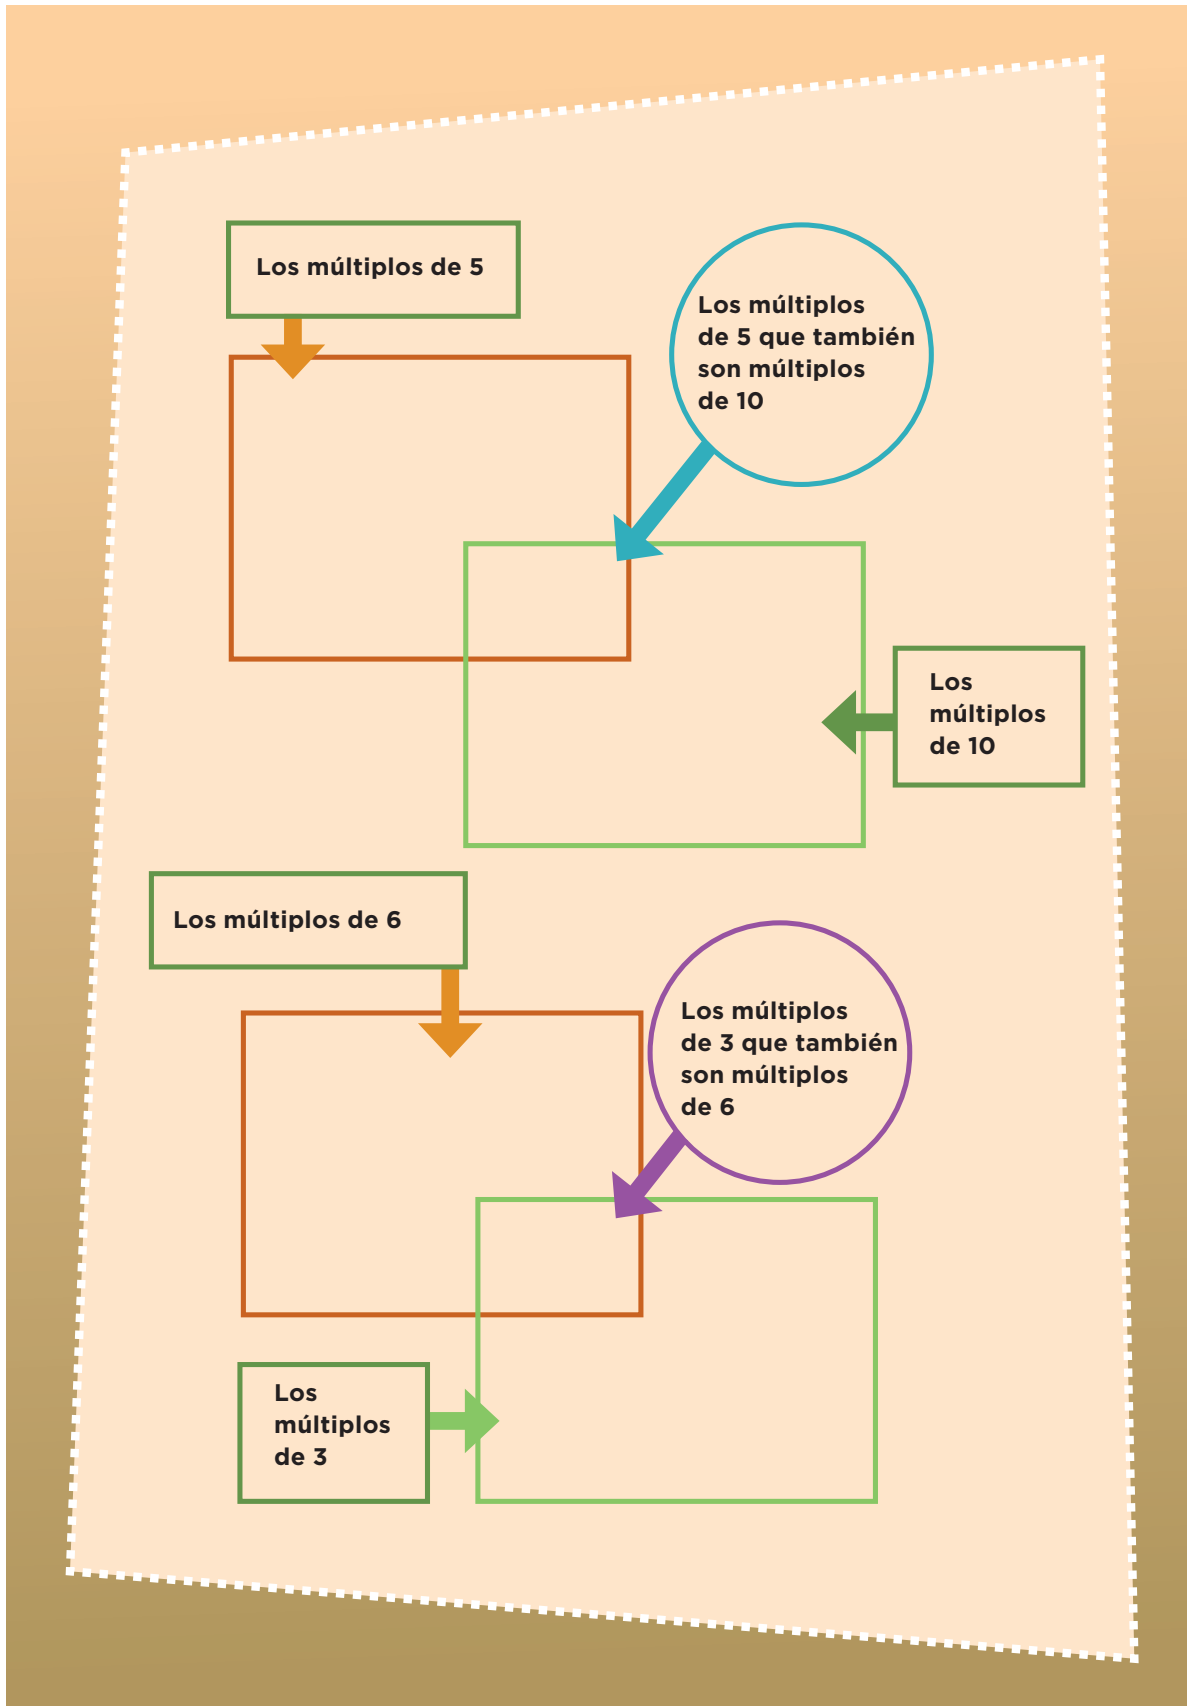 Los múltiplos de 5
Los múltiplos
de 5 que también
son múltiplos
de 10
Los
múltiplos
de 10
Los múltiplos de 6
Los múltiplos
de 3 que también
son múltiplos
de 6
Los
múltiplos
de 3